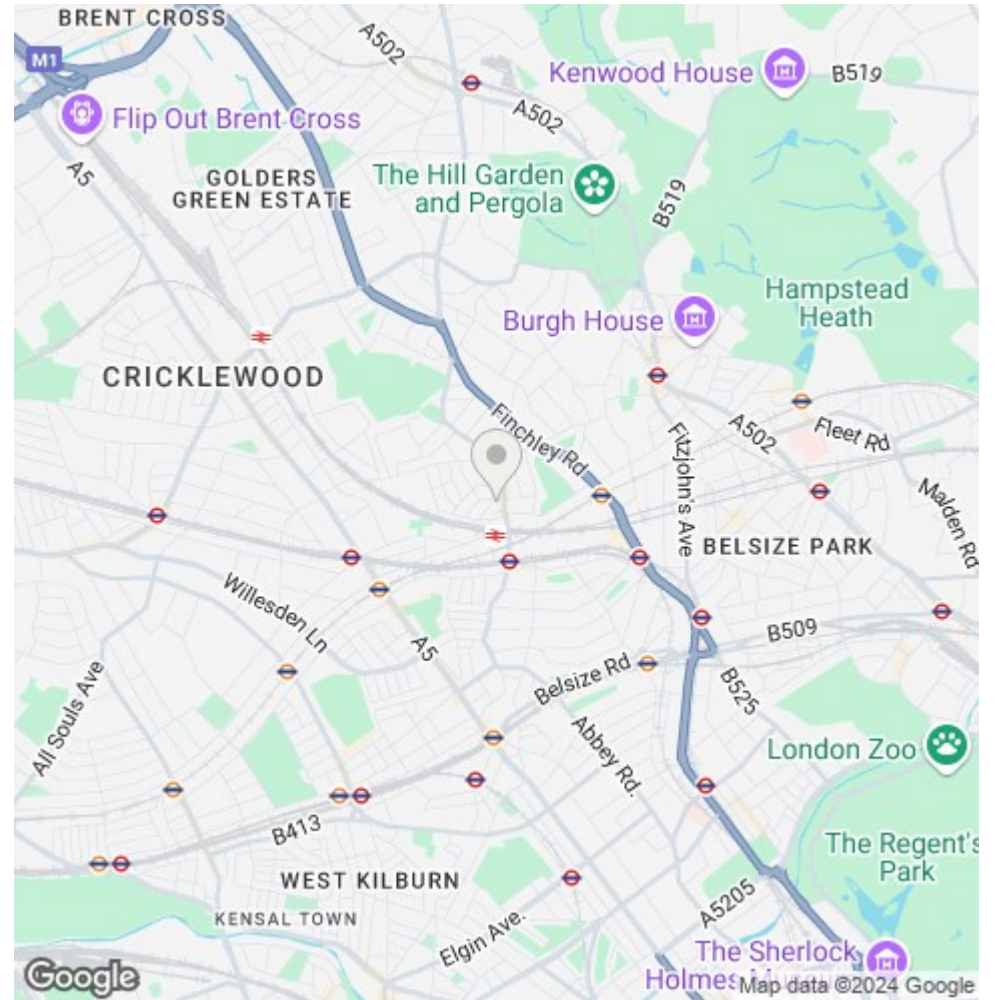 BRENT CROSS
A502
M1
Kenwood House
B519
Flip Out Brent Cross
A502
A5
GOLDERS
GREEN ESTATE
The Hill Garden
and Pergola
B519
Hampstead
Heath
Burgh House
CRICKLEWOOD
Finchley Rd
Fitzjohn's Ave
A502
Fleet Rd
Malden Rd
BELSIZE PARK
Willesden Ln
A5
B509
Belsize Rd
B525
All Souls Ave
Abbey Rd.
London Zoo
B413
The Regent's
Park
WEST KILBURN
A5205
KENSAL TOWN
Elgin Ave.
The Sherlock
Holmes
Google
Map data ©2024 Google